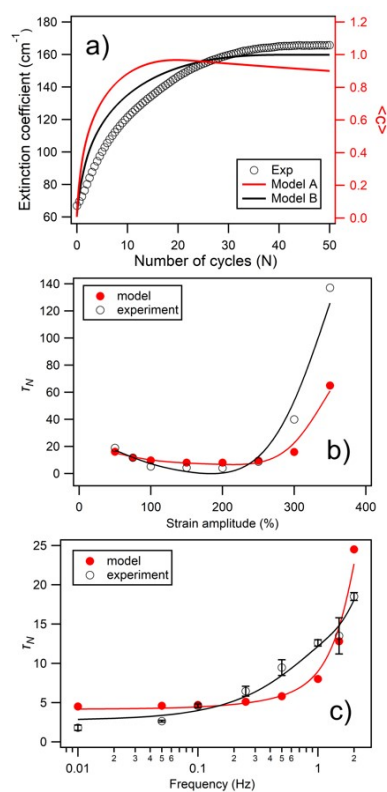 a)
Extinction coefficient (cm⁻¹)
160
140
120
100
80
60
1.2
1.0
0.8
0.6
0.4
0.2
0.0
<c>
Exp
Model A
Model B
0 10 20 30 40 50
Number of cycles (N)
b)
τN
140
120
100
80
60
40
20
0
model
experiment
0 100 200 300 400
Strain amplitude (%)
c)
τN
25
20
15
10
5
0
model
experiment
0.01 2 4 5 6 0.1 2 4 5 6 1 2
Frequency (Hz)